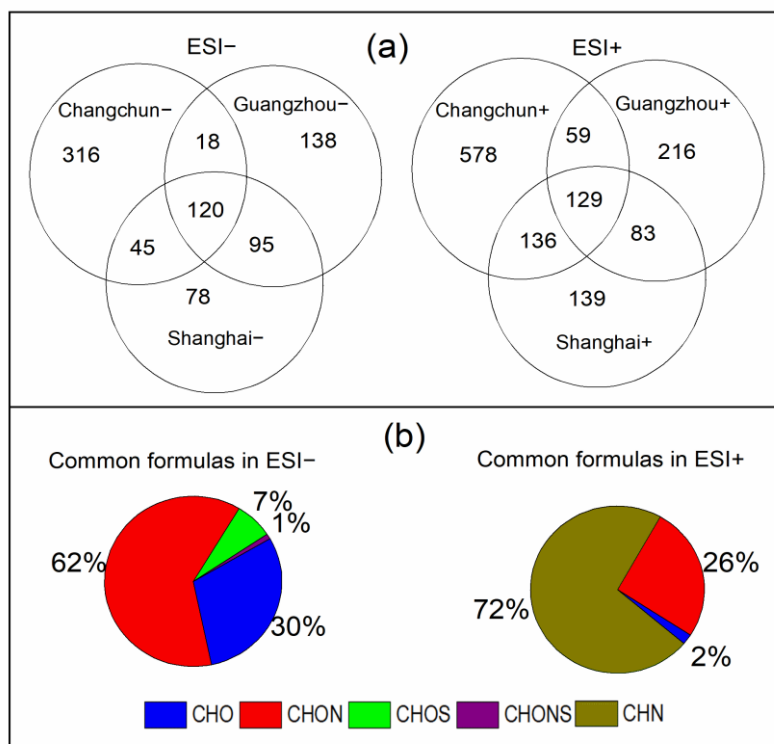 (a)
ESI−
ESI+
Changchun−
Guangzhou−
316
18
138
120
45
95
78
Shanghai−
Changchun+
Guangzhou+
578
59
216
129
136
83
139
Shanghai+
(b)
Common formulas in ESI−
Common formulas in ESI+
7%
1%
62%
30%
26%
72%
2%
CHO CHON CHOS CHONS CHN